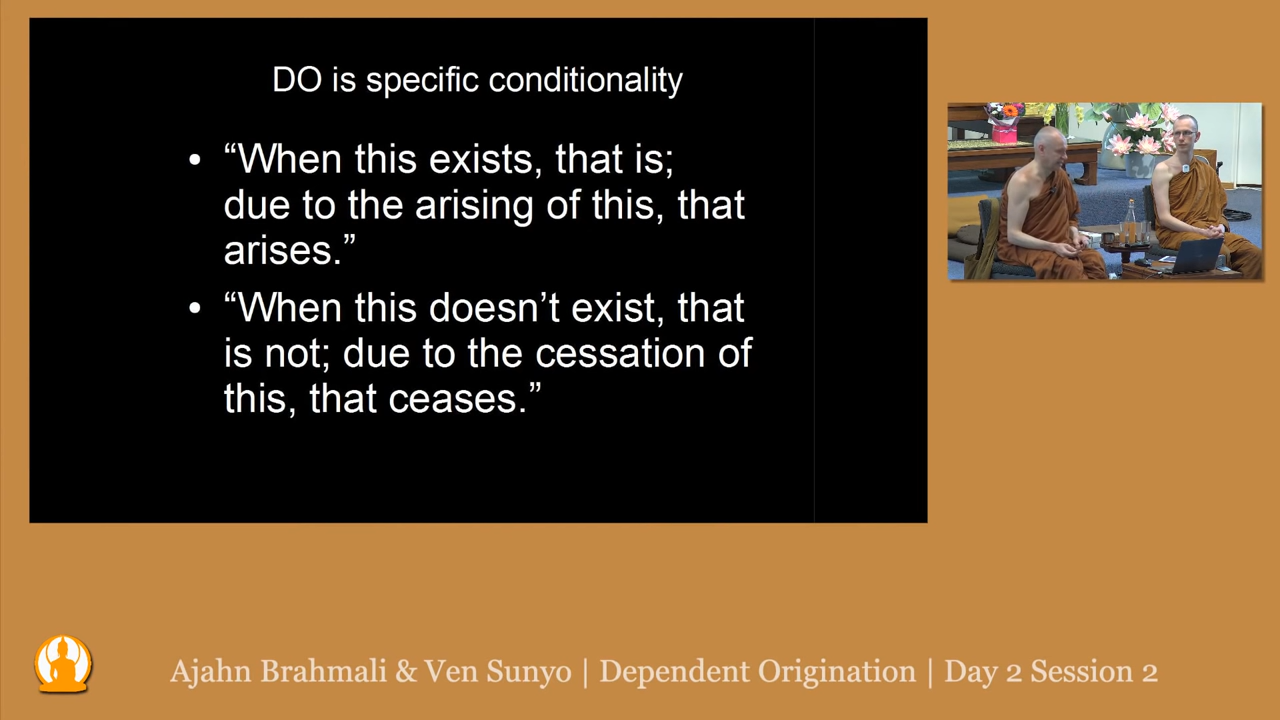 DO is specific conditionality
• “When this exists, that is;
due to the arising of this, that
arises.”
• “When this doesn’t exist, that
is not; due to the cessation of
this, that ceases.”
Ajahn Brahmali & Ven Sunyo | Dependent Origination | Day 2 Session 2